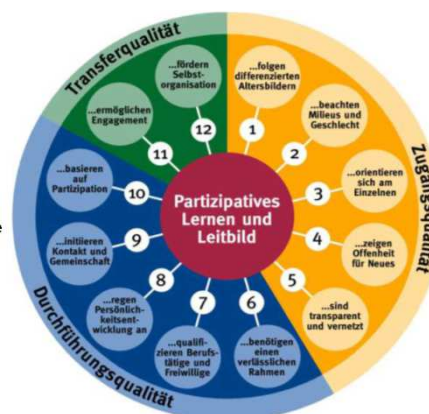 Transferqualität
Zugangsqualität
Durchführungsqualität
Partizipatives
Lernen und
Leitbild
1
...folgen
differenzierten
Altersbildern
2
...beachten
Milieus und
Geschlecht
3
...orientieren
sich am
Einzelnen
4
...zeigen
Offenheit
für Neues
5
...sind
transparent
und vernetzt
6
...benötigen
einen
verlässlichen
Rahmen
7
...qualifi-
zieren Berufs-
tätige und
Freiwillige
8
...regen
Persönlich-
keitsent-
wicklung an
9
...initiieren
Kontakt und
Gemeinschaft
10
...basieren
auf
Partizipation
11
...ermöglichen
Engagement
12
...fördern
Selbst-
organisation
e